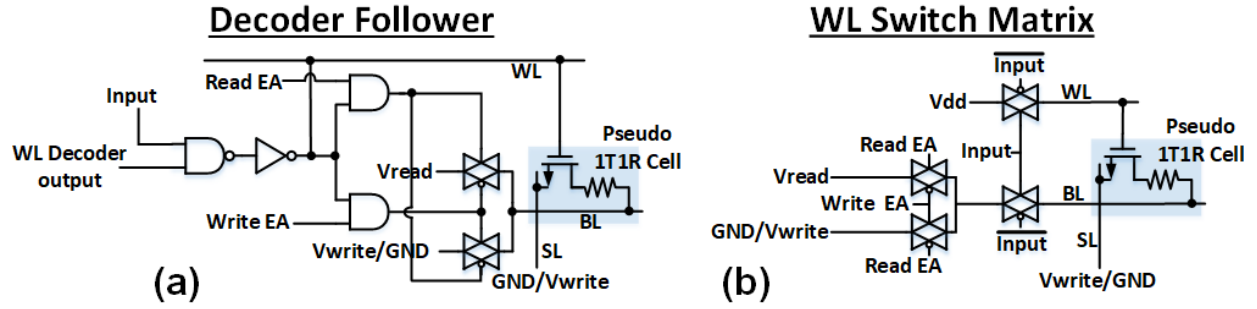 Decoder Follower
WL Switch Matrix
Read EA
WL
Input
Input
Vdd
WL
Pseudo
1T1R Cell
Pseudo
1T1R Cell
WL Decoder
output
Vread
Read EA
Input
Vread
Write EA
Write EA
BL
BL
Vwrite/GND
SL
GND/Vwrite
Input
SL
GND/Vwrite
Read EA
Vwrite/GND
(a)
(b)